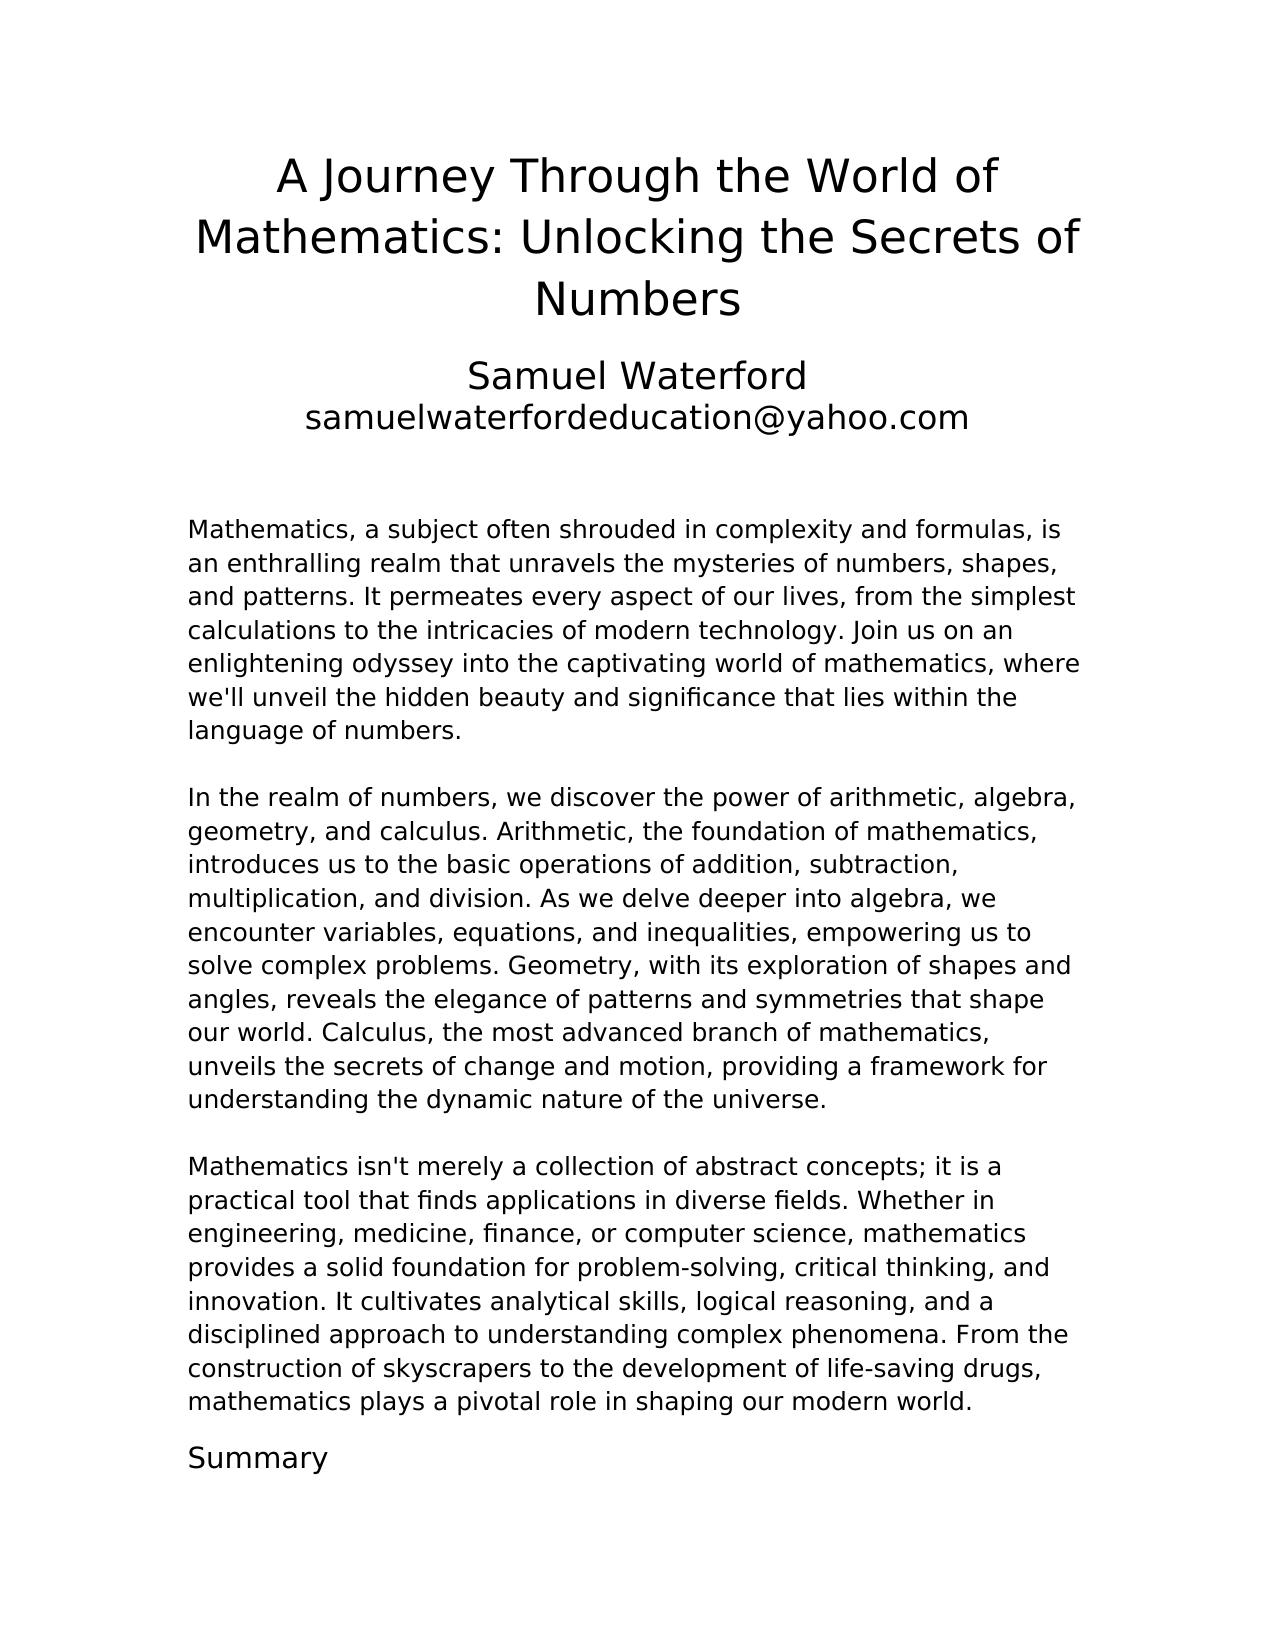 A Journey Through the World of
Mathematics: Unlocking the Secrets of
Numbers
Samuel Waterford
samuelwaterfordeducation@yahoo.com
Mathematics, a subject often shrouded in complexity and formulas, is
an enthralling realm that unravels the mysteries of numbers, shapes,
and patterns. It permeates every aspect of our lives, from the simplest
calculations to the intricacies of modern technology. Join us on an
enlightening odyssey into the captivating world of mathematics, where
we'll unveil the hidden beauty and significance that lies within the
language of numbers.
In the realm of numbers, we discover the power of arithmetic, algebra,
geometry, and calculus. Arithmetic, the foundation of mathematics,
introduces us to the basic operations of addition, subtraction,
multiplication, and division. As we delve deeper into algebra, we
encounter variables, equations, and inequalities, empowering us to
solve complex problems. Geometry, with its exploration of shapes and
angles, reveals the elegance of patterns and symmetries that shape
our world. Calculus, the most advanced branch of mathematics,
unveils the secrets of change and motion, providing a framework for
understanding the dynamic nature of the universe.
Mathematics isn't merely a collection of abstract concepts; it is a
practical tool that finds applications in diverse fields. Whether in
engineering, medicine, finance, or computer science, mathematics
provides a solid foundation for problem-solving, critical thinking, and
innovation. It cultivates analytical skills, logical reasoning, and a
disciplined approach to understanding complex phenomena. From the
construction of skyscrapers to the development of life-saving drugs,
mathematics plays a pivotal role in shaping our modern world.
Summary